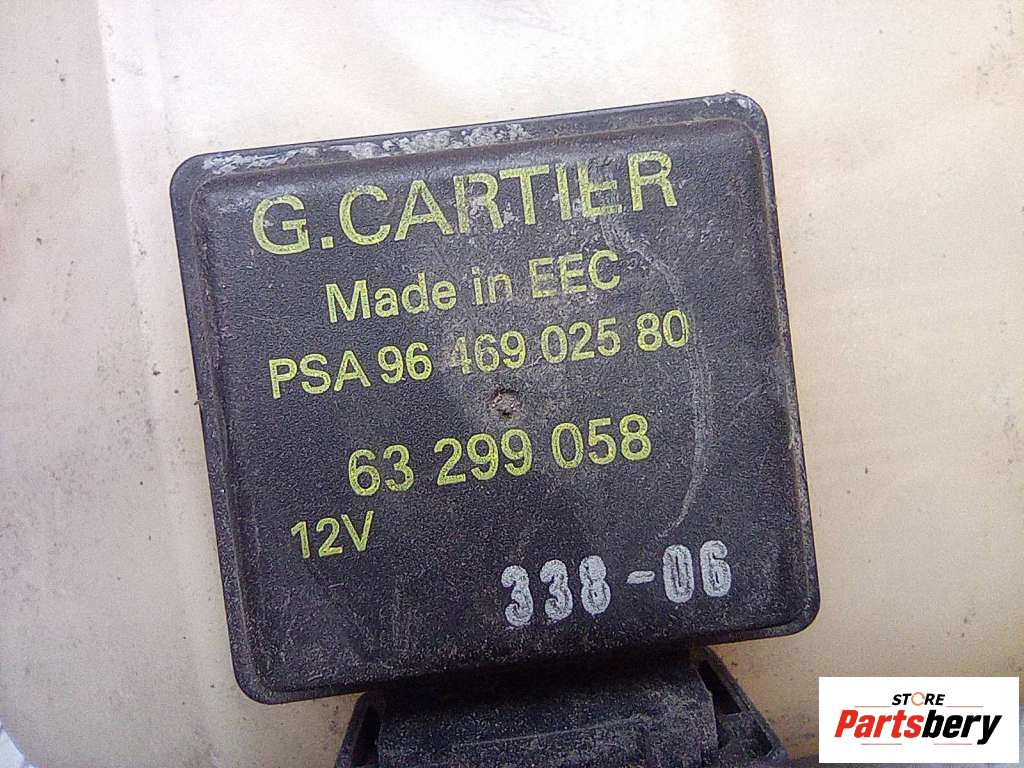 G.CARTIER
Made in EEC
PSA 96 469 025 80
63 299 058
12V
338-06
STORE
Partsbery